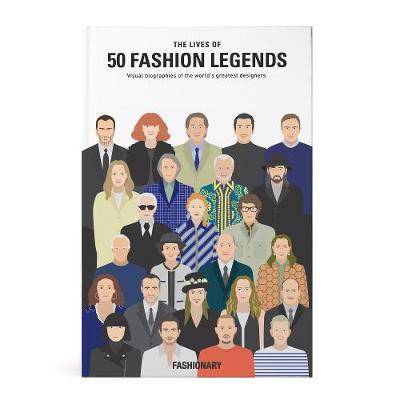 THE LIVES OF
50 FASHION LEGENDS
Visual biographies of the world's greatest designers
FASHIONARY